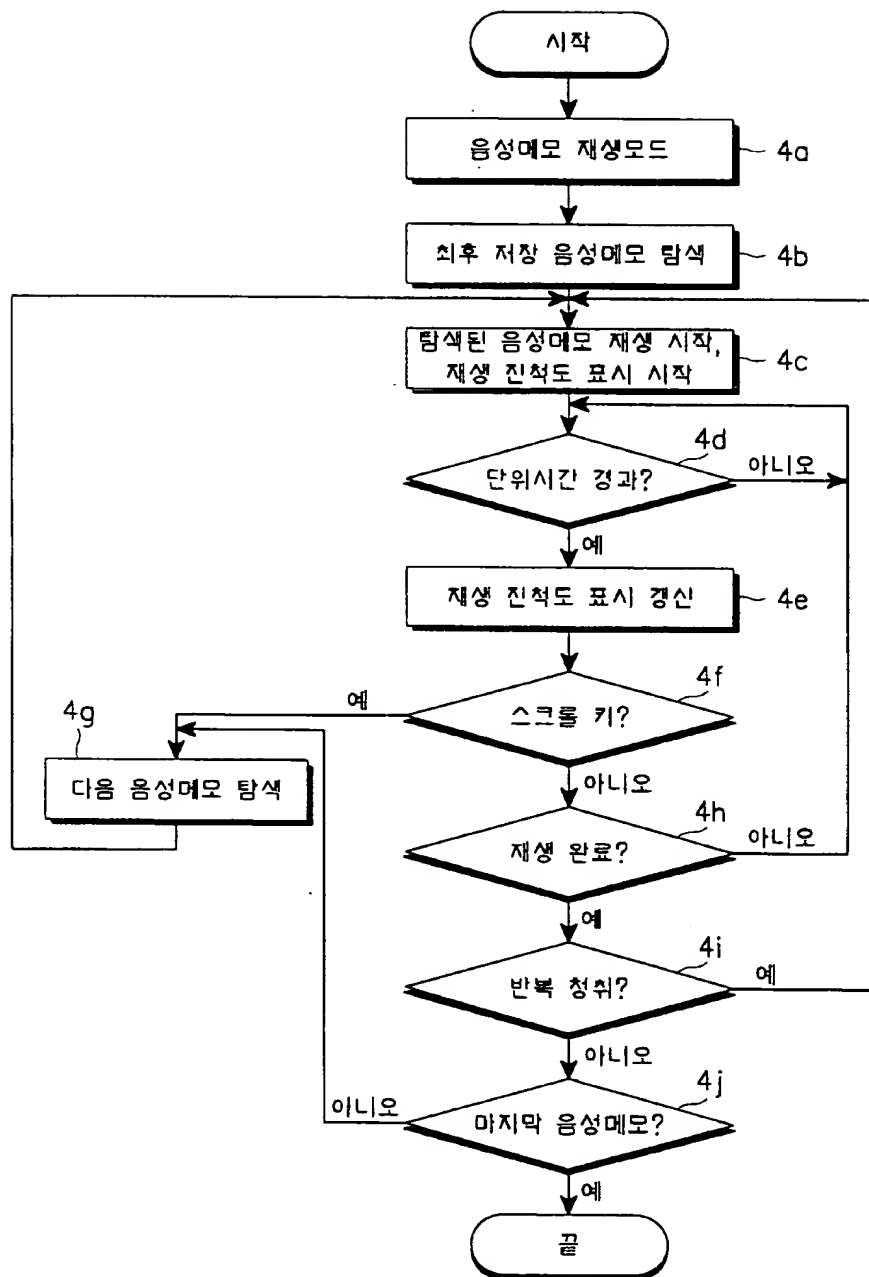 시작
음성메모 재생모드
4a
최후 저장 음성메모 탐색
4b
탐색된 음성메모 재생 시작,
재생 진척도 표시 시작
4c
4d
단위시간 경과?
아니오
예
재생 진척도 표시 갱신
4e
4f
예
스크롤 키?
4g
다음 음성메모 탐색
아니오
4h
재생 완료?
아니오
예
4i
반복 청취?
예
아니오
4j
아니오
마지막 음성메모?
예
끝